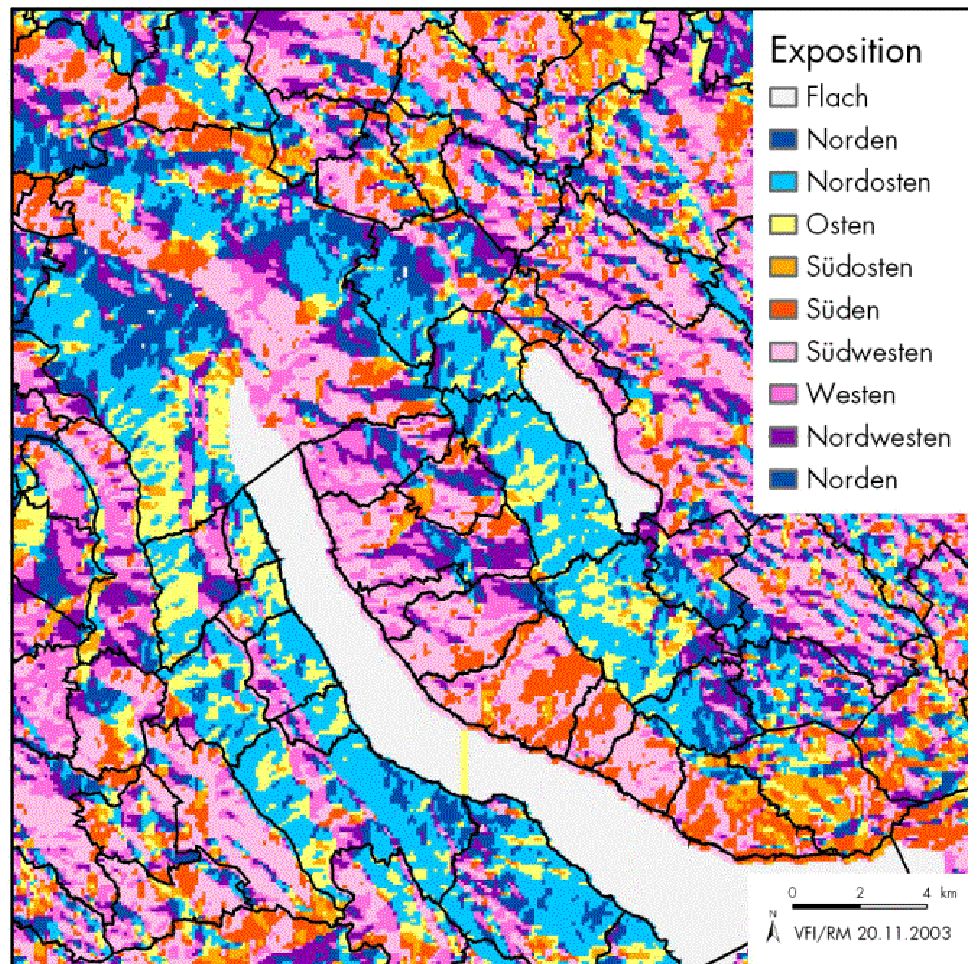 Exposition
Flach
Norden
Nordosten
Osten
Südosten
Süden
Südwesten
Westen
Nordwesten
Norden
0 2 4 km
N
VFI/RM 20.11.2003